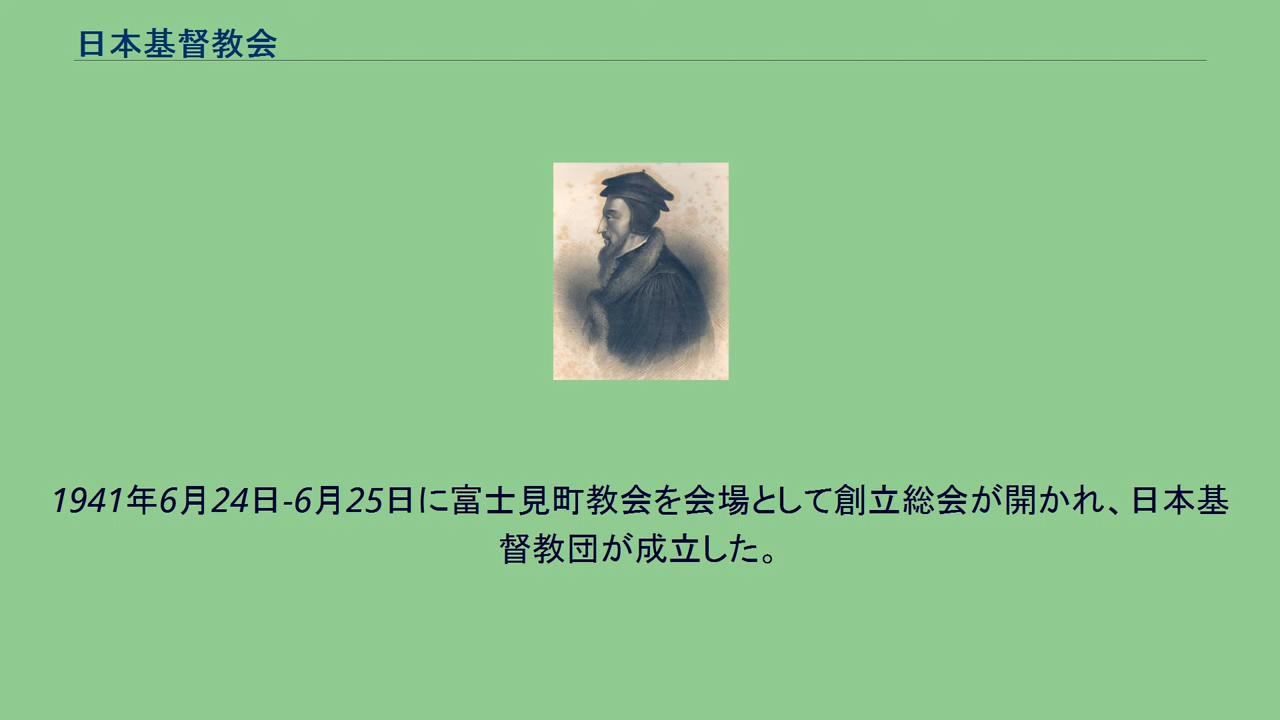 日本基督教会
1941年6月24日-6月25日に富士見町教会を会場として創立総会が開かれ、日本基
督教団が成立した。